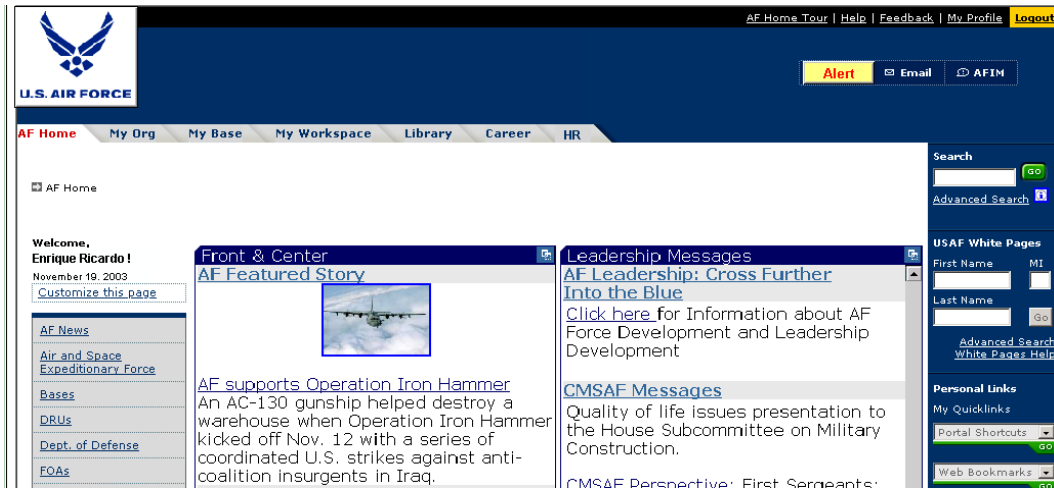 AF Home Tour | Help | Feedback | My Profile Logout
U.S. AIR FORCE
Alert Email AFIM
AF Home My Org My Base My Workspace Library Career HR
AF Home
Welcome,
Enrique Ricardo !
November 19. 2003
Customize this page
AF News
Air and Space
Expeditionary Force
Bases
DRUs
Dept. of Defense
FOAs
Front & Center
AF Featured Story
AF supports Operation Iron Hammer
An AC-130 gunship helped destroy a
warehouse when Operation Iron Hammer
kicked off Nov. 12 with a series of
coordinated U.S. strikes against anti-
coalition insurgents in Iraq.
Leadership Messages
AF Leadership: Cross Further
Into the Blue
Click here for Information about AF
Force Development and Leadership
Development
CMSAF Messages
Quality of life issues presentation to
the House Subcommittee on Military
Construction.
CMSAF Perspective: First Sergeants:
Search
GO
Advanced Search
USAF White Pages
First Name MI
Last Name
Go
Advanced Search
White Pages Help
Personal Links
My Quicklinks
Portal Shortcuts
GO
Web Bookmarks
GO